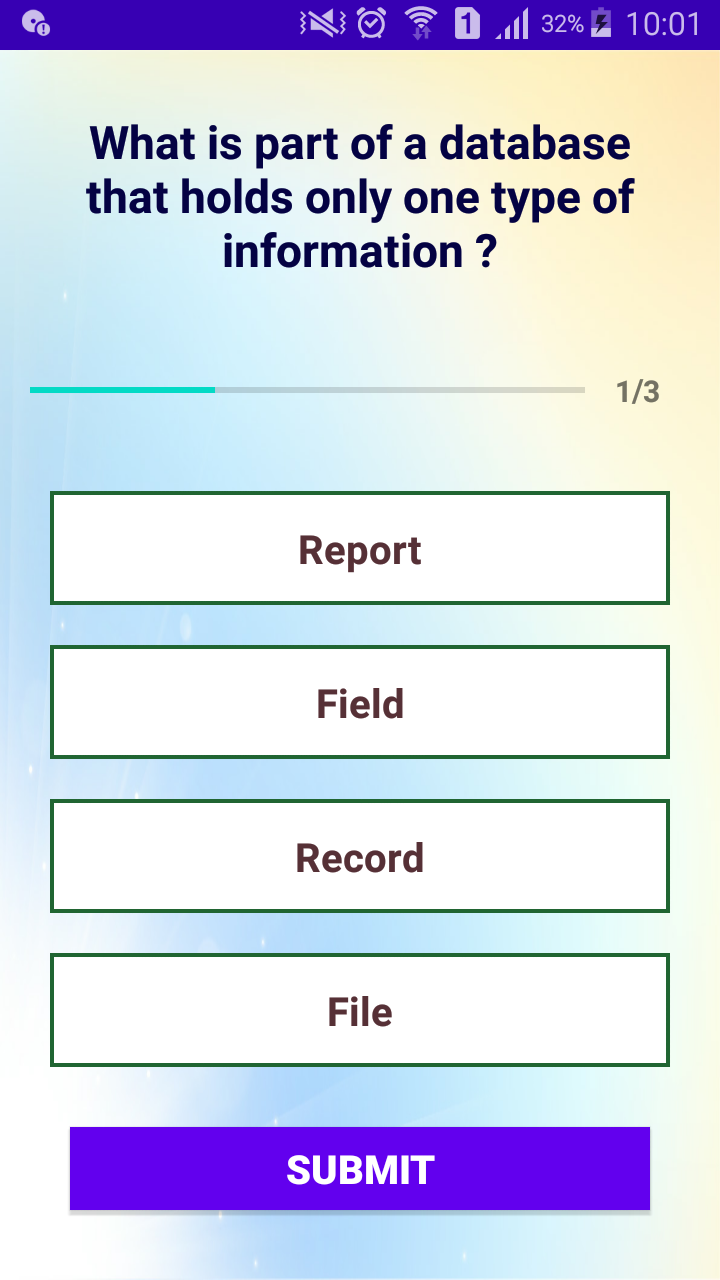 1 32% 10:01
What is part of a database
that holds only one type of
information ?
1/3
Report
Field
Record
File
SUBMIT